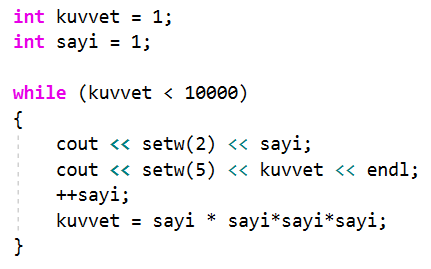 int kuvvet = 1;
int sayi = 1;

while (kuvvet < 10000)
{
    cout << setw(2) << sayi;
    cout << setw(5) << kuvvet << endl;
    ++sayi;
    kuvvet = sayi * sayi*sayi*sayi;
}